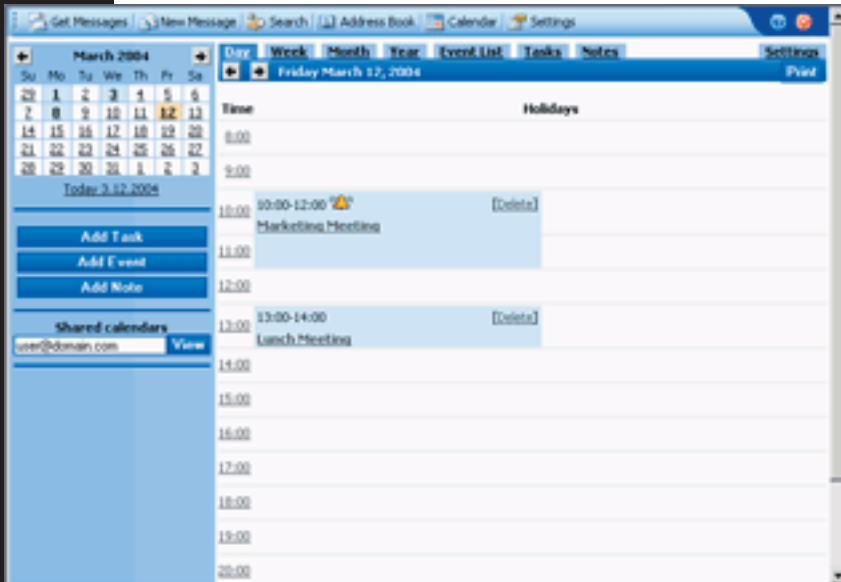 Get Messages New Message Search Address Book Calendar Settings
March 2004
Su Mo Tu We Th Fr Sa
29 1 2 3 4 5 6
7 8 9 10 11 12 13
14 15 16 17 18 19 20
21 22 23 24 25 26 27
28 29 30 31 1 2 3
Today 3.12.2004
Add Task
Add Event
Add Note
Shared calendars
user@domain.com View
Day Week Month Year Event List Tasks Notes Settings
Friday March 12, 2004 Print
Time Holidays
8:00
9:00
10:00 10:00-12:00 [Delete]
Marketing Meeting
11:00
12:00
13:00 13:00-14:00 [Delete]
Lunch Meeting
14:00
15:00
16:00
17:00
18:00
19:00
20:00